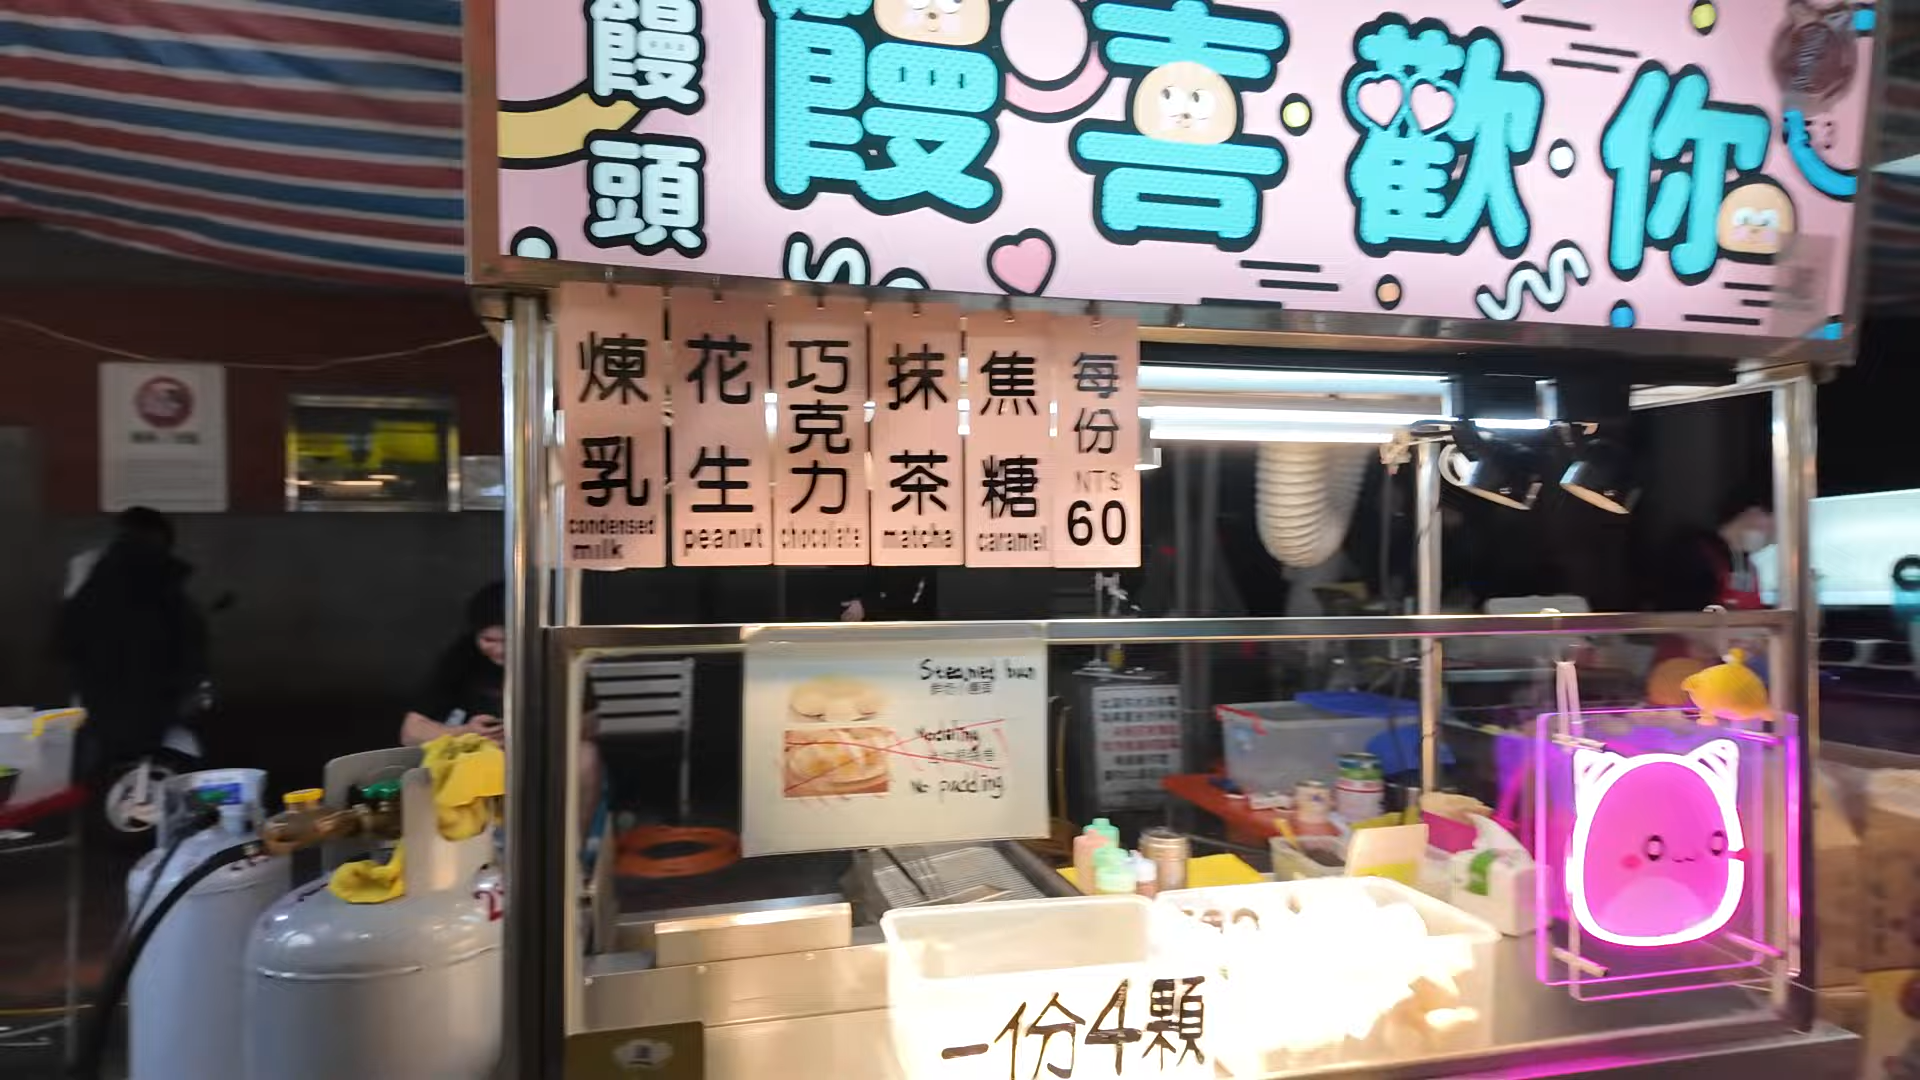 饅頭
饅喜歡你
煉乳
condensed
milk
花生
peanut
巧克力
chocolate
抹茶
matcha
焦糖
caramel
每份
NT$
60
Steamed bun
No pudding
一份4顆